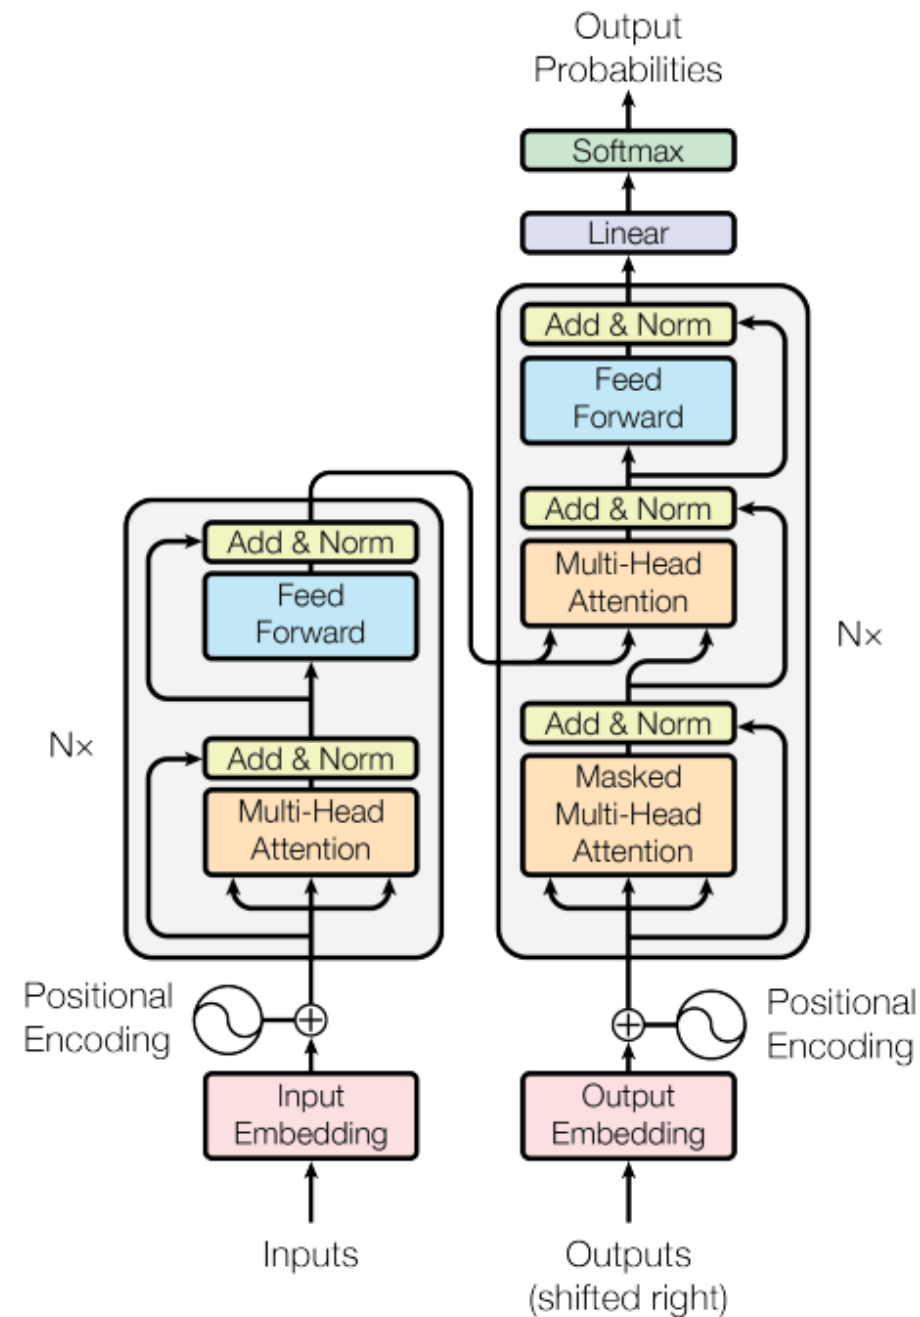 Output
Probabilities
Softmax
Linear
Add & Norm
Feed
Forward
Add & Norm
Multi-Head
Attention
Add & Norm
Masked
Multi-Head
Attention
Nx
Add & Norm
Feed
Forward
Add & Norm
Multi-Head
Attention
Nx
Positional
Encoding
Positional
Encoding
Input
Embedding
Output
Embedding
Inputs
Outputs
(shifted right)